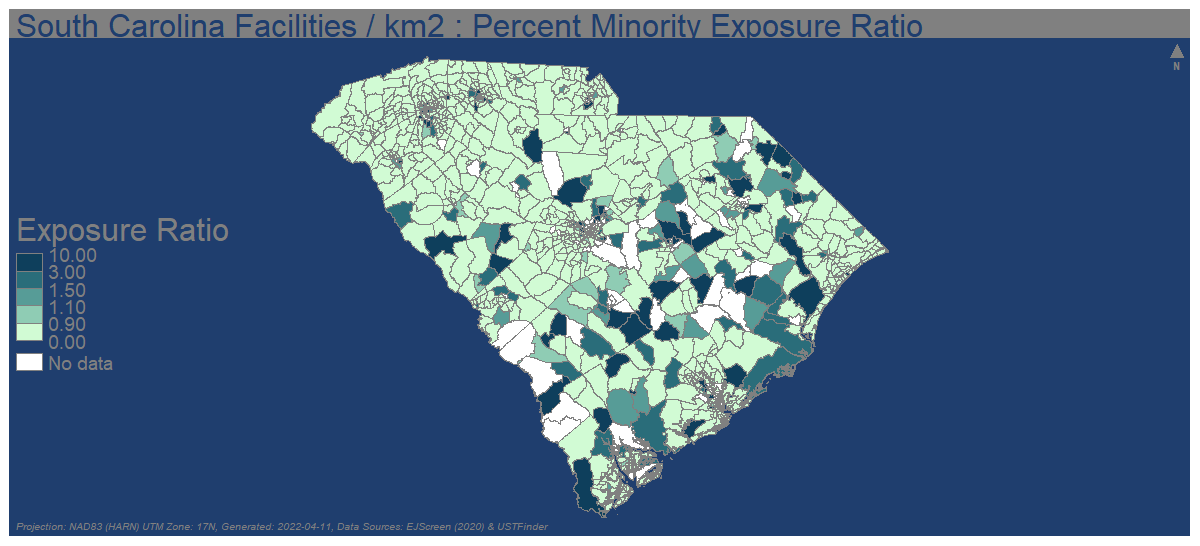 South Carolina Facilities / km2 : Percent Minority Exposure Ratio
N
Exposure Ratio
10.00
3.00
1.50
1.10
0.90
0.00
No data
Projection: NAD83 (HARN) UTM Zone: 17N, Generated: 2022-04-11, Data Sources: EJScreen (2020) & USTFinder